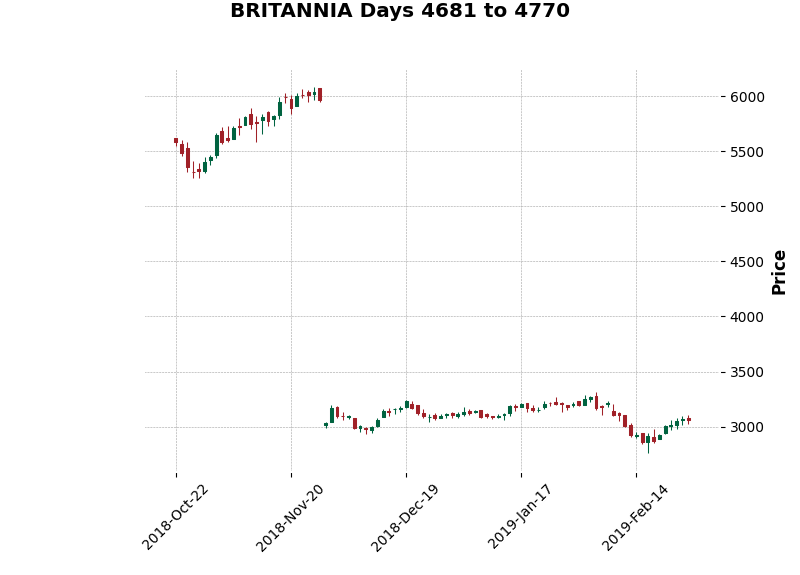 BRITANNIA Days 4681 to 4770
6000
5500
5000
4500
4000
3500
3000
Price
2018-Oct-22
2018-Nov-20
2018-Dec-19
2019-Jan-17
2019-Feb-14